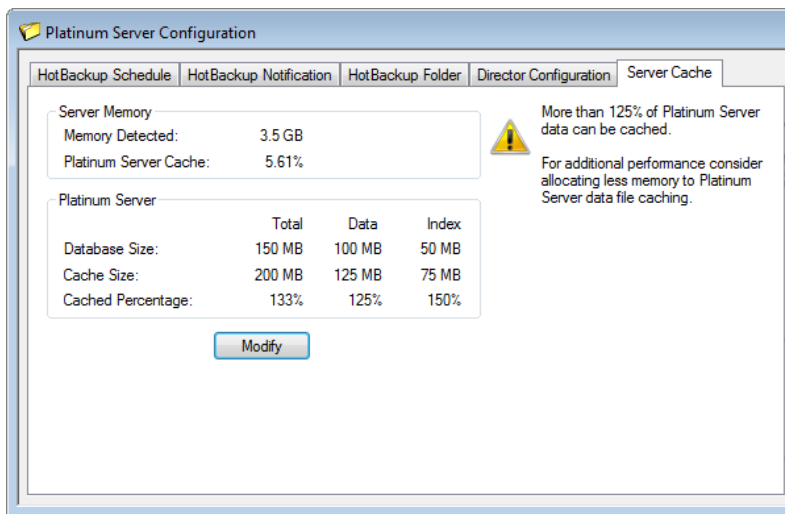 Platinum Server Configuration
HotBackup Schedule HotBackup Notification HotBackup Folder Director Configuration Server Cache
Server Memory
Memory Detected: 3.5 GB
Platinum Server Cache: 5.61%
More than 125% of Platinum Server
data can be cached.
For additional performance consider
allocating less memory to Platinum
Server data file caching.
Platinum Server
Total Data Index
Database Size: 150 MB 100 MB 50 MB
Cache Size: 200 MB 125 MB 75 MB
Cached Percentage: 133% 125% 150%
Modify